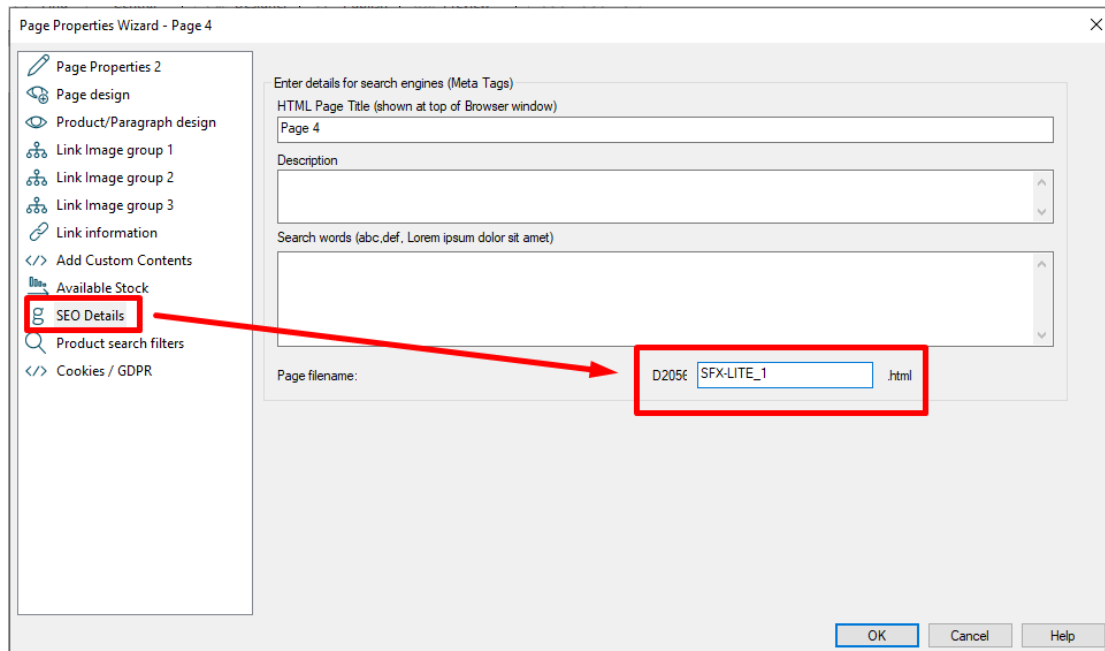 Page Properties Wizard - Page 4
Page Properties 2
Page design
Product/Paragraph design
Link Image group 1
Link Image group 2
Link Image group 3
Link information
Add Custom Contents
Available Stock
SEO Details
Product search filters
Cookies / GDPR
Enter details for search engines (Meta Tags)
HTML Page Title (shown at top of Browser window)
Page 4
Description
Search words (abc,def, Lorem ipsum dolor sit amet)
Page filename: D2056 SFX-LITE_1 .html
OK Cancel Help